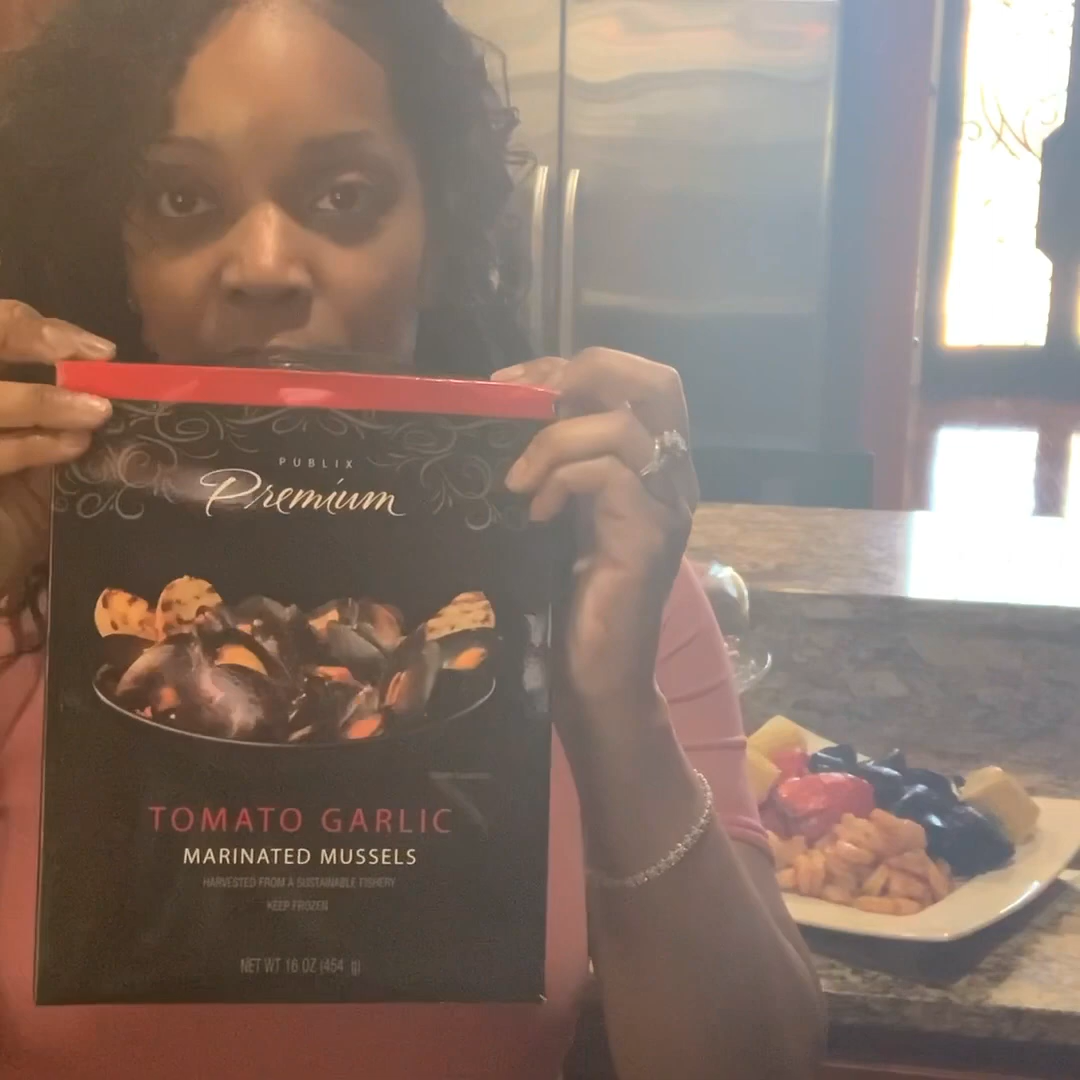 PUBLIX
Premium
TOMATO GARLIC
MARINATED MUSSELS
HARVESTED FROM A SUSTAINABLE FISHERY
KEEP FROZEN
NET WT 16 OZ (454 g)